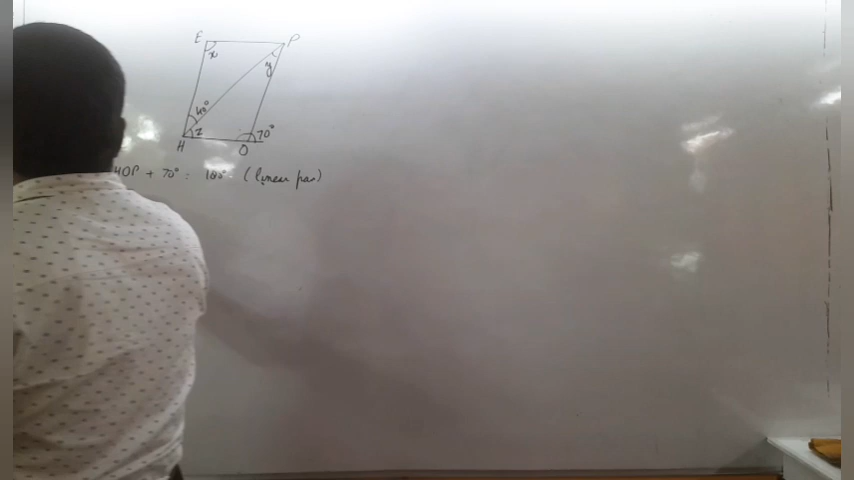 E
P
x
y
40°
z
70°
H
O
HOP + 70° = 180° (linear pair)